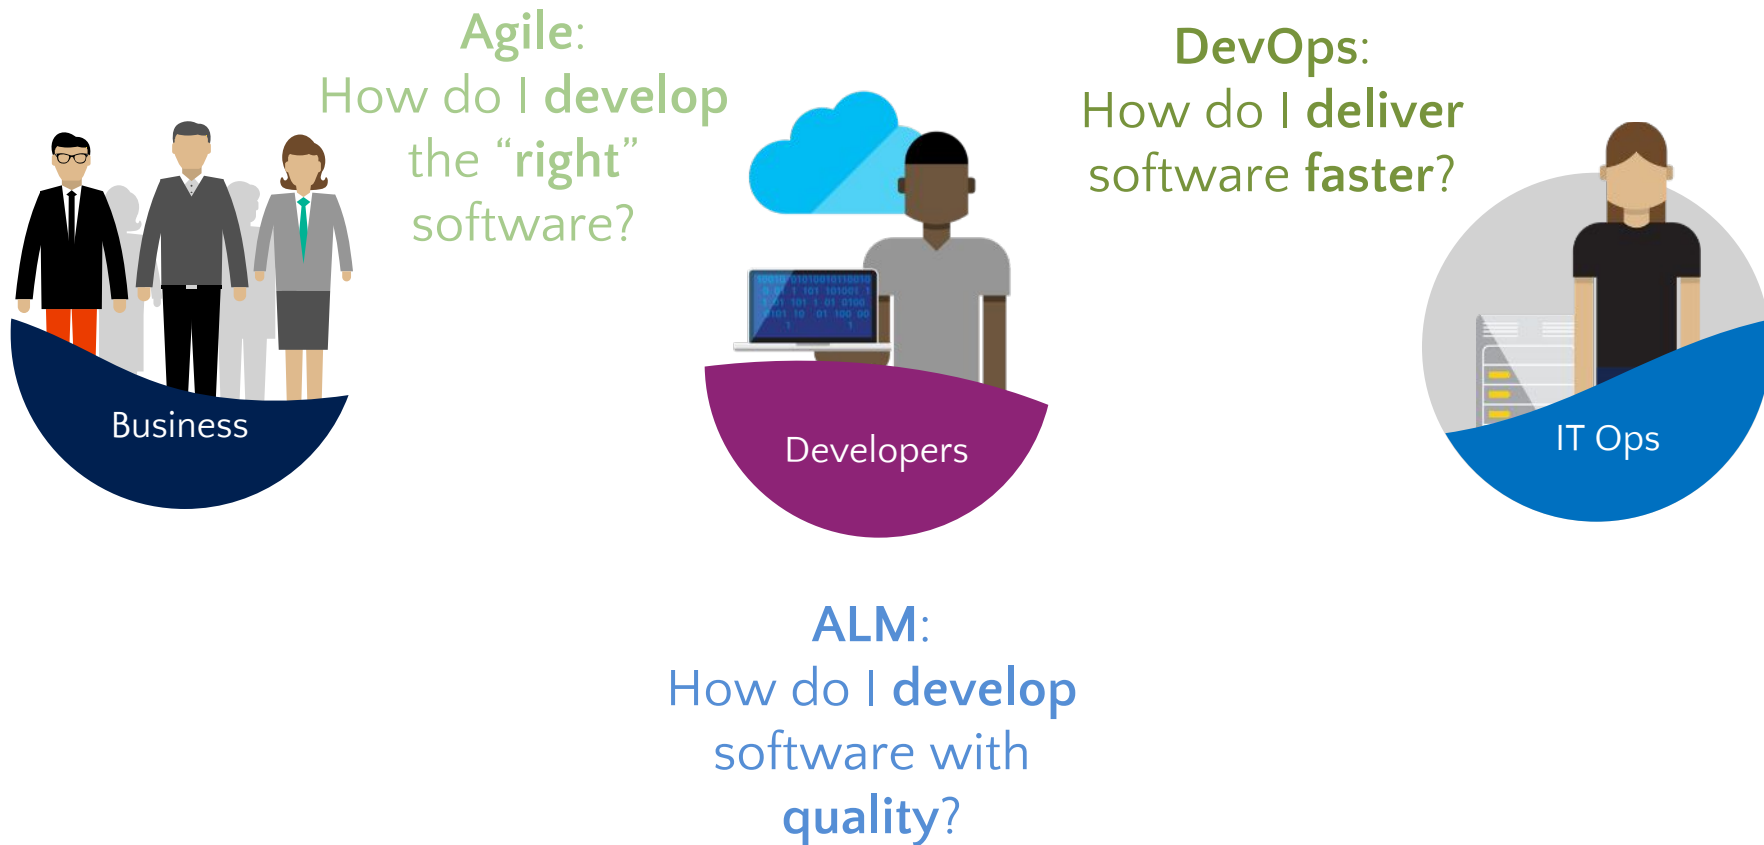 Agile:
How do I develop
the “right”
software?
DevOps:
How do I deliver
software faster?
Business
Developers
IT Ops
ALM:
How do I develop
software with
quality?